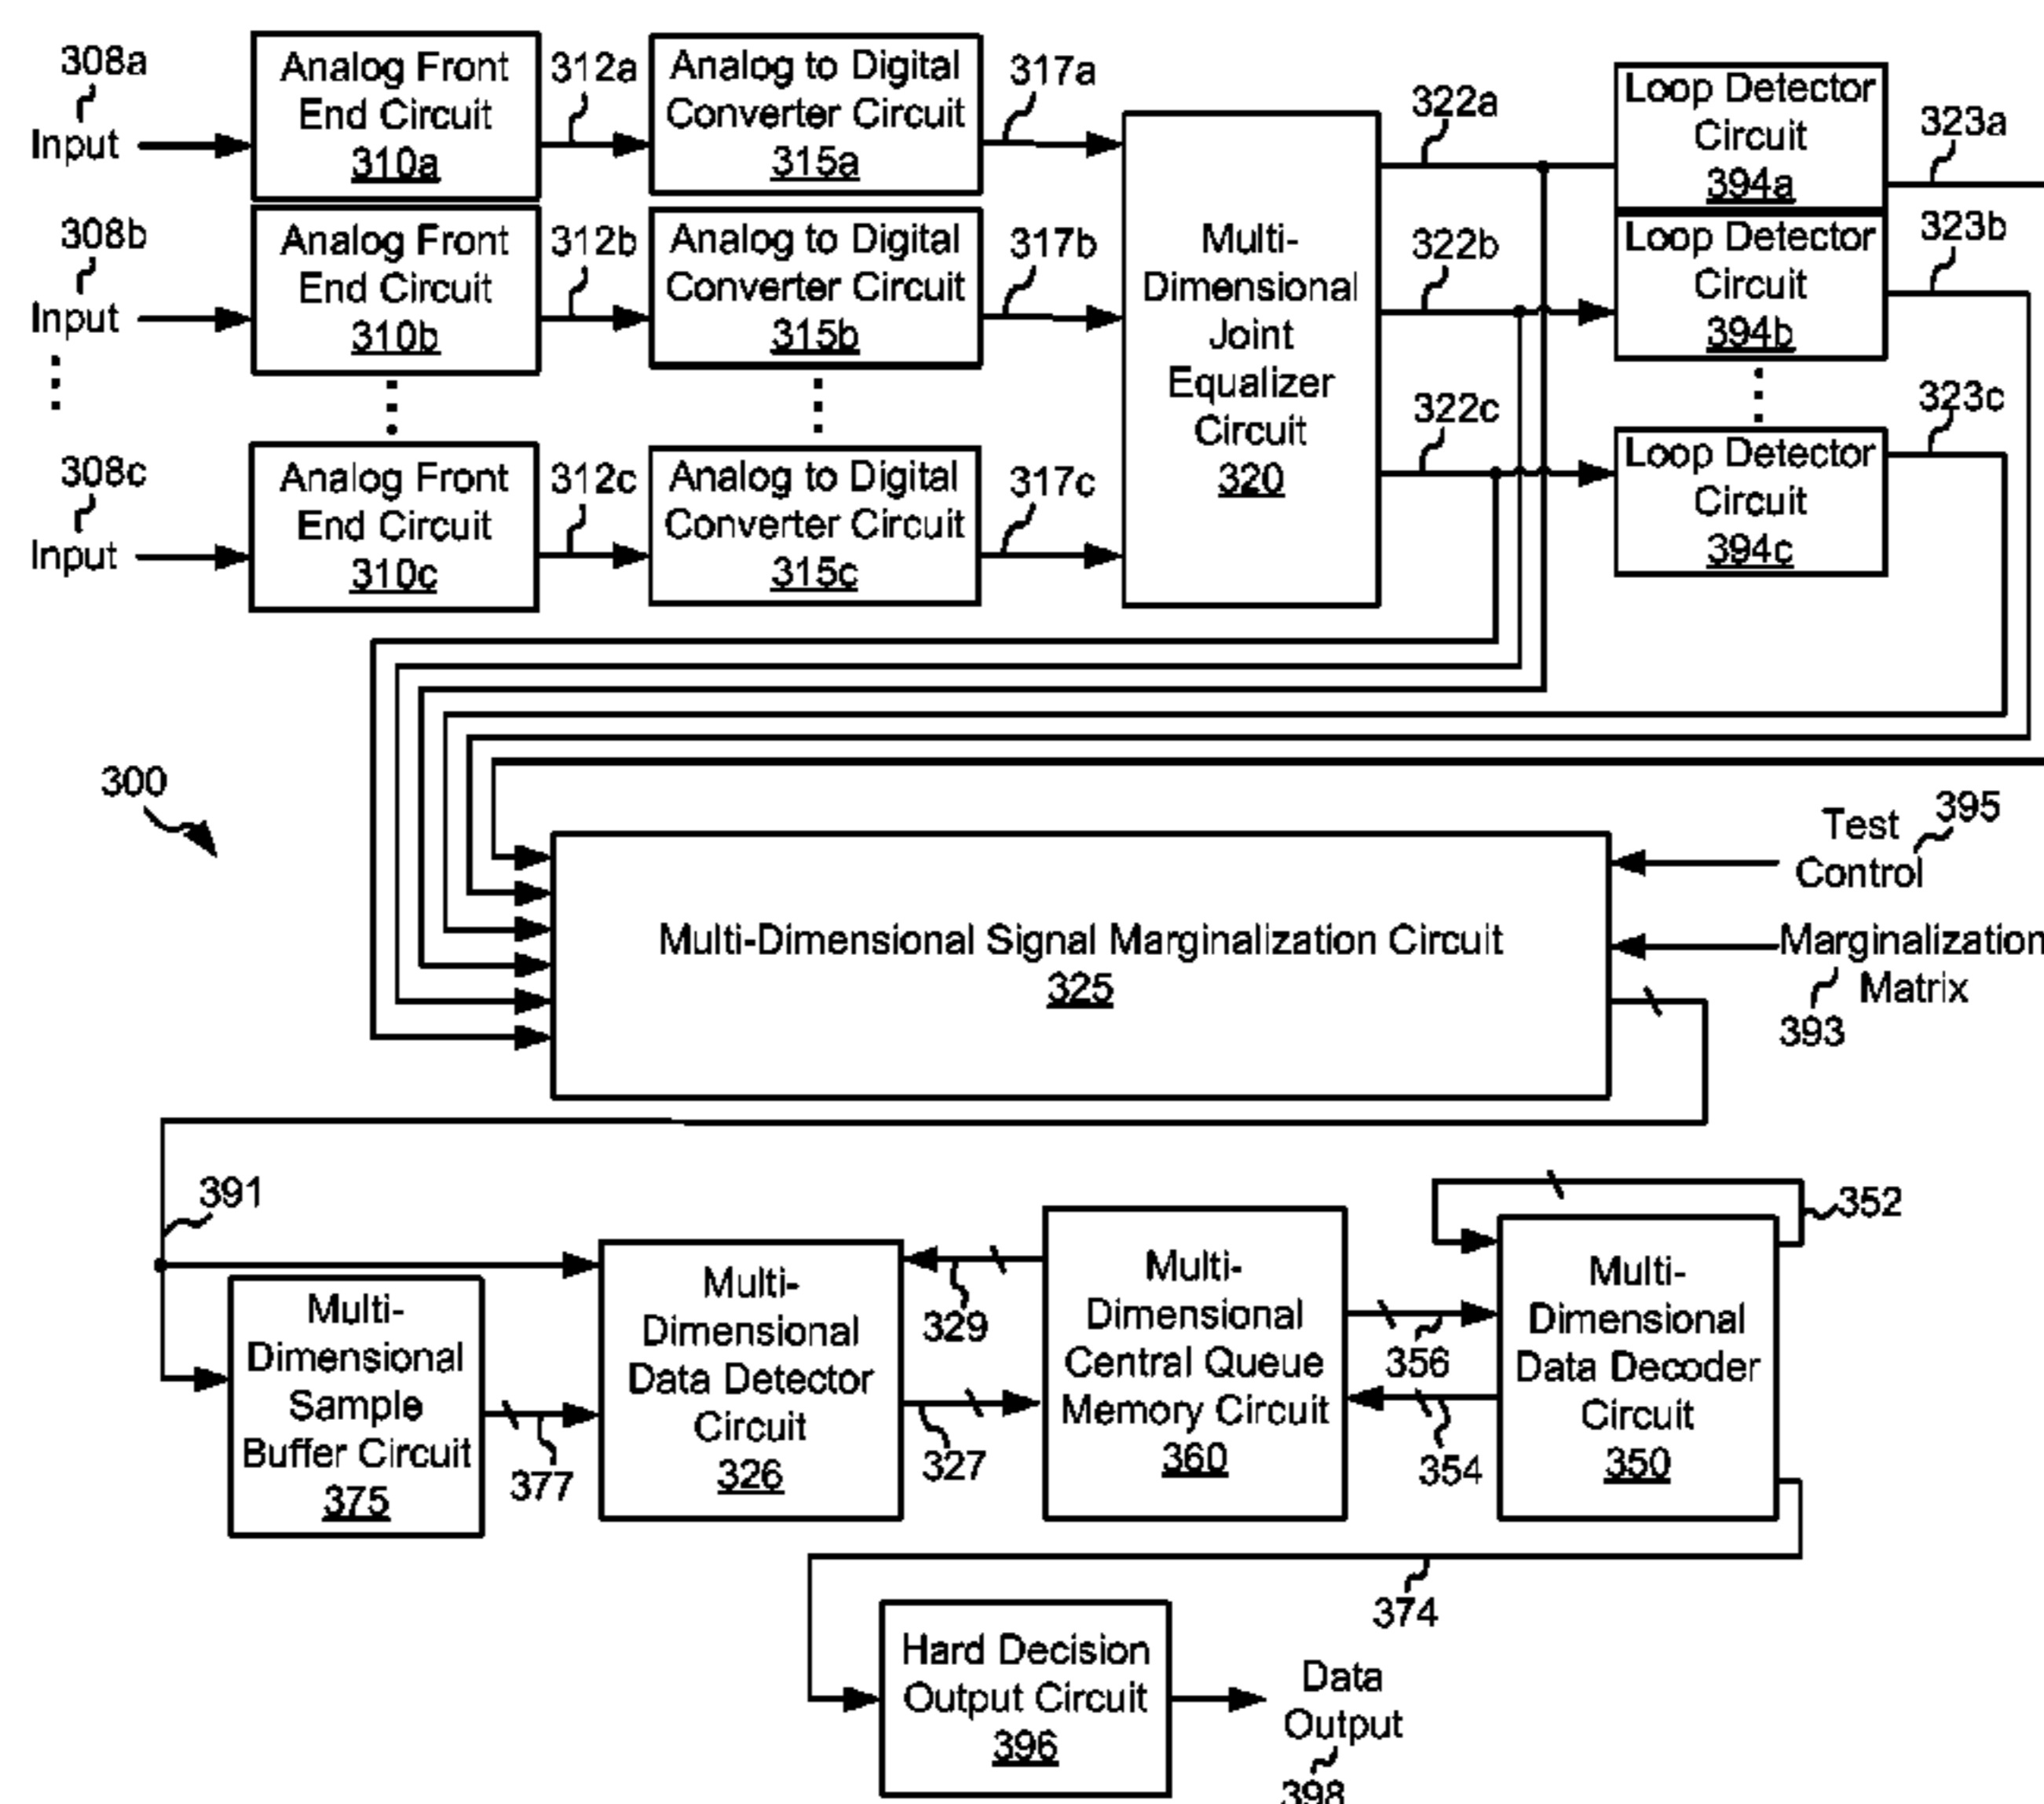 308a
Input
Analog Front
End Circuit
310a
312a
Analog to Digital
Converter Circuit
315a
317a
308b
Input
Analog Front
End Circuit
310b
312b
Analog to Digital
Converter Circuit
315b
317b
308c
Input
Analog Front
End Circuit
310c
312c
Analog to Digital
Converter Circuit
315c
317c
Multi-
Dimensional
Joint
Equalizer
Circuit
320
322a
322b
322c
Loop Detector
Circuit
394a
323a
Loop Detector
Circuit
394b
323b
Loop Detector
Circuit
394c
323c
300
Multi-Dimensional Signal Marginalization Circuit
325
Test
Control
395
Marginalization
Matrix
393
391
Multi-
Dimensional
Sample
Buffer Circuit
375
377
Multi-
Dimensional
Data Detector
Circuit
326
329
327
Multi-
Dimensional
Central Queue
Memory Circuit
360
356
354
Multi-
Dimensional
Data Decoder
Circuit
350
352
374
Hard Decision
Output Circuit
396
Data
Output
398